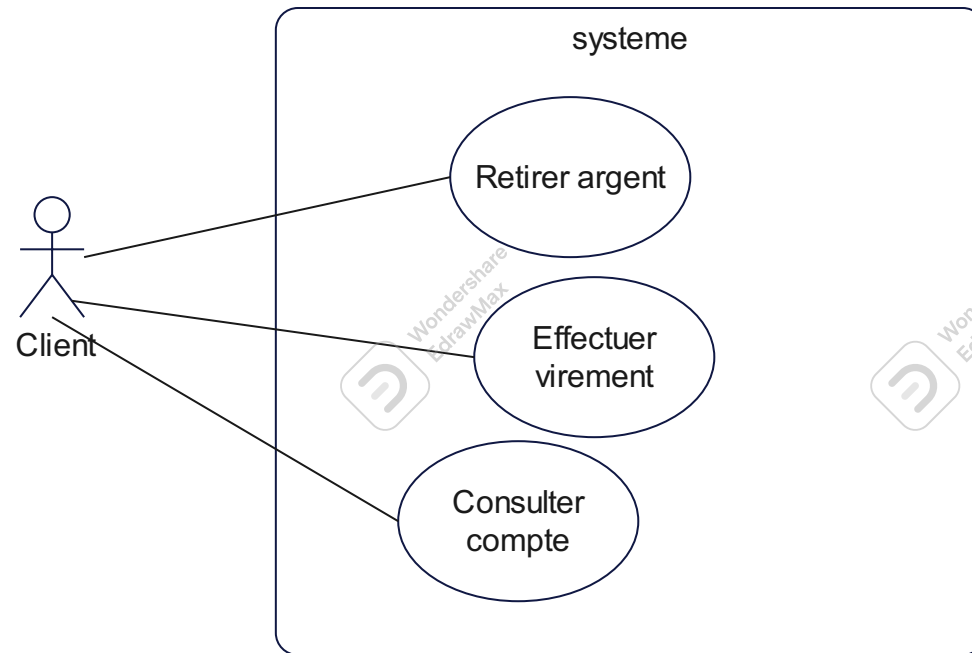 systeme
Retirer argent
Wondershare
EdrawMax
Effectuer
virement
Client
Consulter
compte